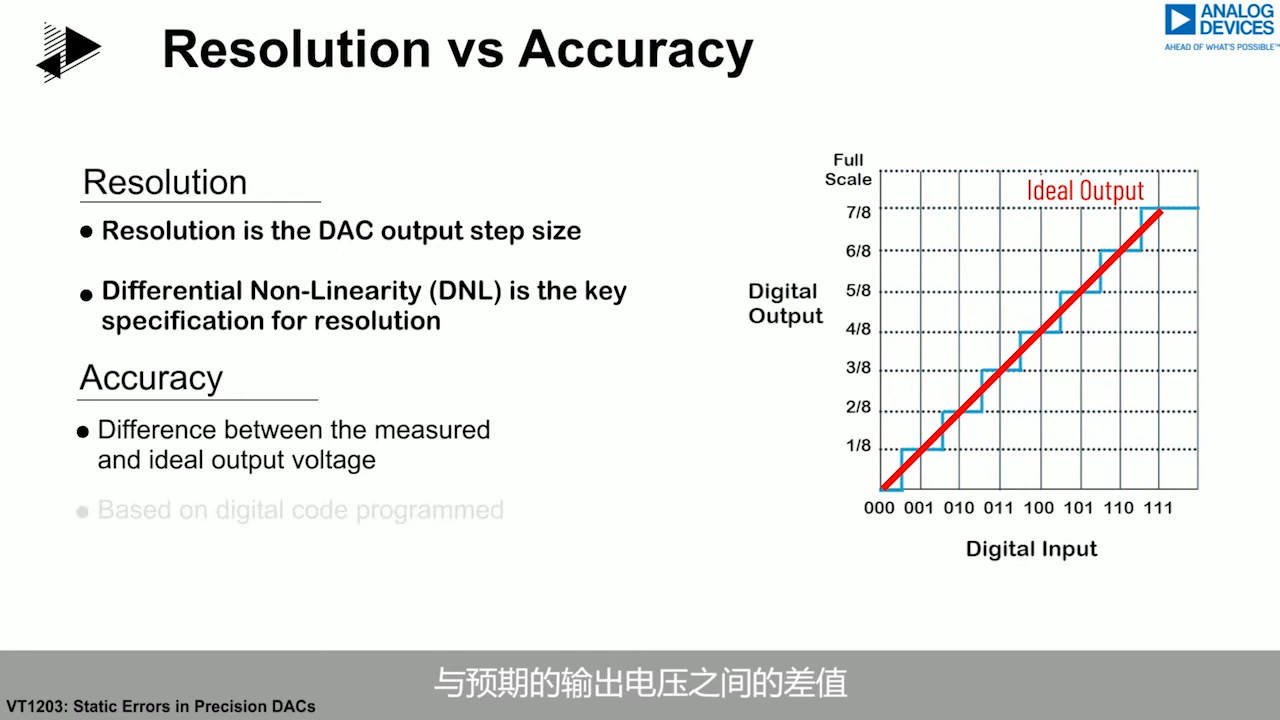 Resolution vs Accuracy
ANALOG
DEVICES
AHEAD OF WHAT'S POSSIBLE™
Resolution
Resolution is the DAC output step size
Differential Non-Linearity (DNL) is the key
specification for resolution
Accuracy
Difference between the measured
and ideal output voltage
Based on digital code programmed
Full
Scale
Ideal Output
7/8
6/8
5/8
4/8
3/8
2/8
1/8
Digital
Output
000 001 010 011 100 101 110 111
Digital Input
与预期的输出电压之间的差值
VT1203: Static Errors in Precision DACs